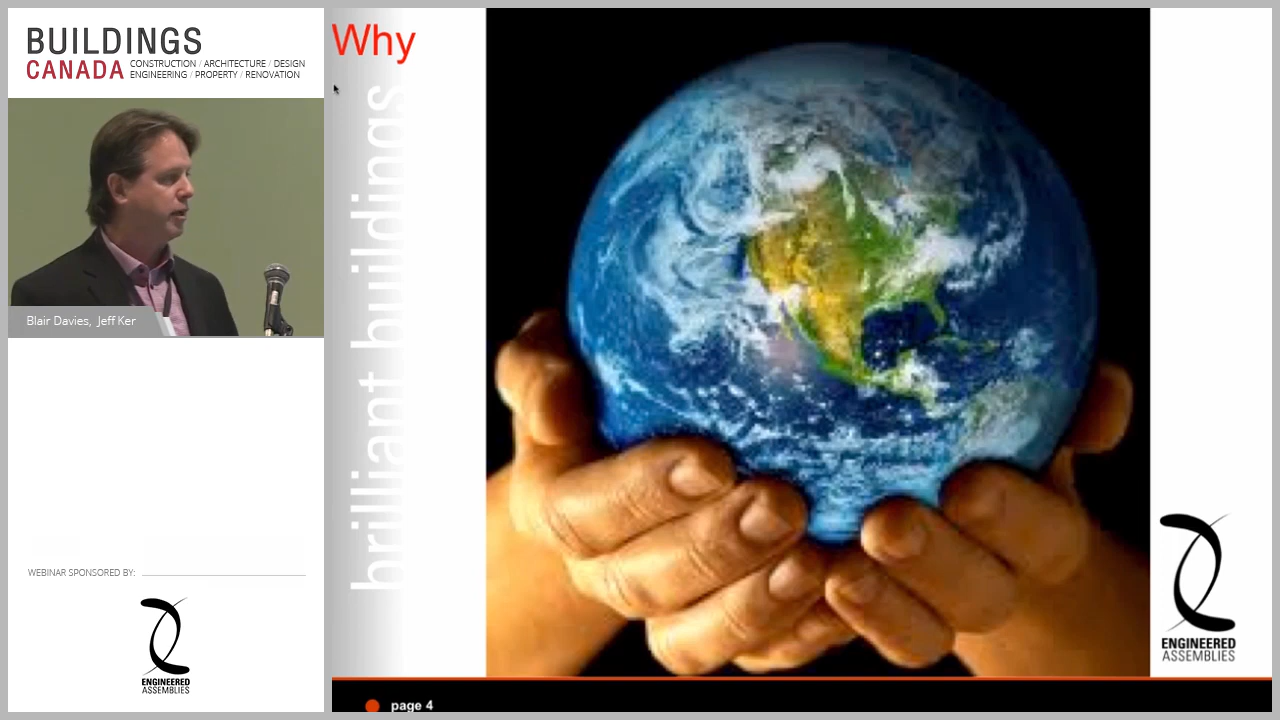 BUILDINGS
CANADA
CONSTRUCTION / ARCHITECTURE / DESIGN
ENGINEERING / PROPERTY / RENOVATION
Blair Davies, Jeff Ker
WEBINAR SPONSORED BY:
ENGINEERED
ASSEMBLIES
Why
brilliant buildings
ENGINEERED
ASSEMBLIES
page 4